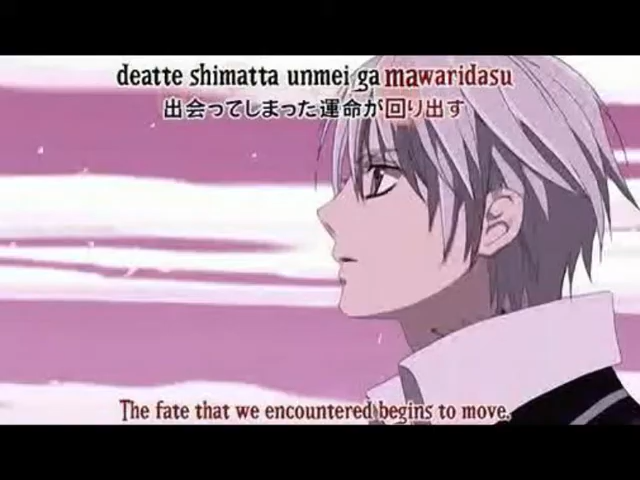 deatte shimatta unmei ga mawaridasu
出会ってしまった運命が回り出す
The fate that we encountered begins to move.